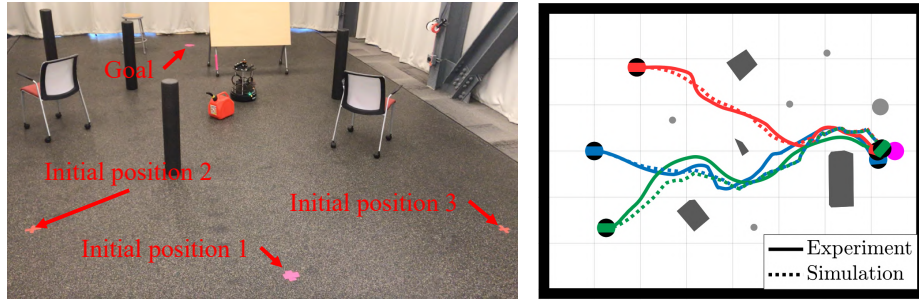 Goal
Initial position 2
Initial position 3
Initial position 1
Experiment
Simulation